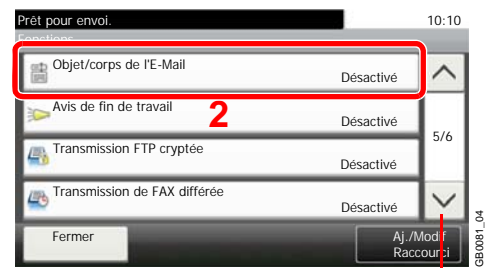 Prêt pour envoi. 10:10
Fonctions
Objet/corps de l'E-Mail
Désactivé
Avis de fin de travail
2
Désactivé
5/6
Transmission FTP cryptée
Désactivé
Transmission de FAX différée
Désactivé
Fermer
Aj./Modif
Raccourci
GB0081_04